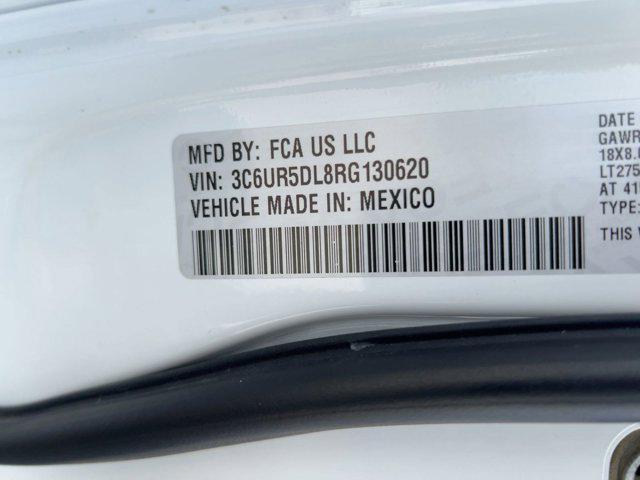 MFD BY: FCA US LLC
VIN: 3C6UR5DL8RG130620
VEHICLE MADE IN: MEXICO
DATE
GAWR
18X8.
LT275
AT 41
TYPE:
THIS